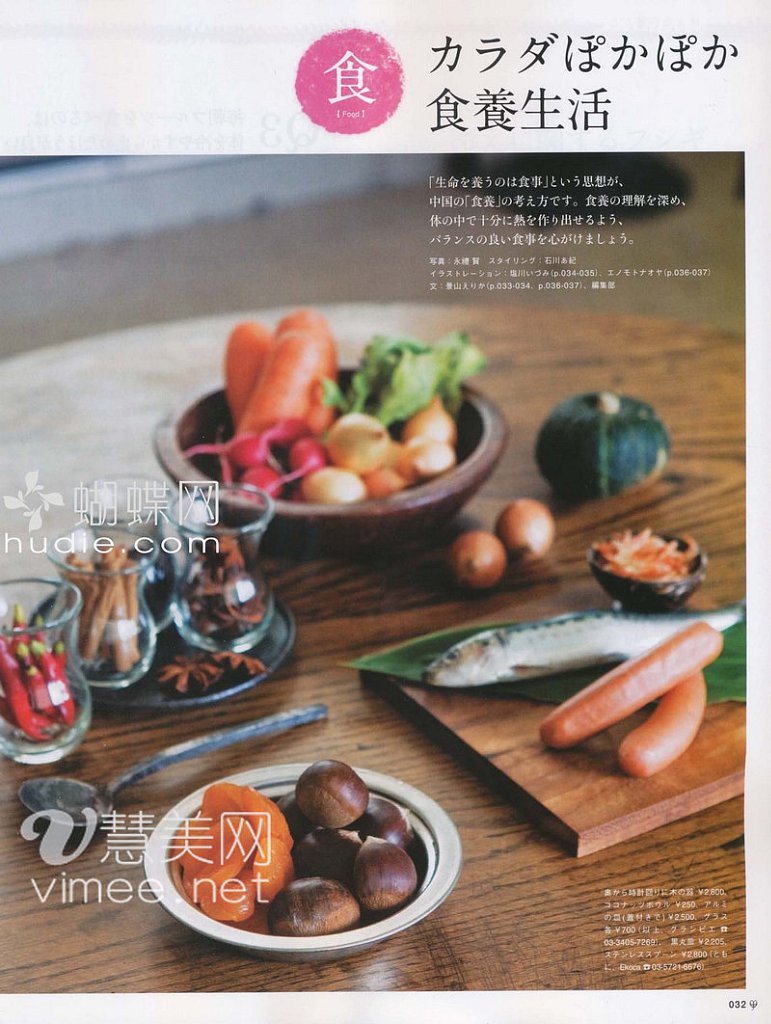 食
[Food]
カラダぽかぽか
食養生活
「生命を養うのは食事」という思想が、
中国の「食養」の考え方です。食養の理解を深め、
体の中で十分に熱を作り出せるよう、
バランスの良い食事を心がけましょう。
写真：永禮 賢　スタイリング：石川あ紀
イラストレーション：塩川いづみ(p.034-035)、エノモトナオヤ(p.036-037)
文：景山えりか(p.033-034、p.036-037)、編集部
蝴蝶网
hudie.com
慧美网
vimee.net
奥から時計回りに木の器 ¥2,800、
ココナッツボウル ¥250、アルミ
の皿(蓋付きで) ¥2,500、グラス
各¥700(以上、グランピエ ☎
03-3405-7269)、黒丸皿 ¥2,205、
ステンレススプーン ¥2,800(とも
に、Ekoca ☎03-5721-6676)
032